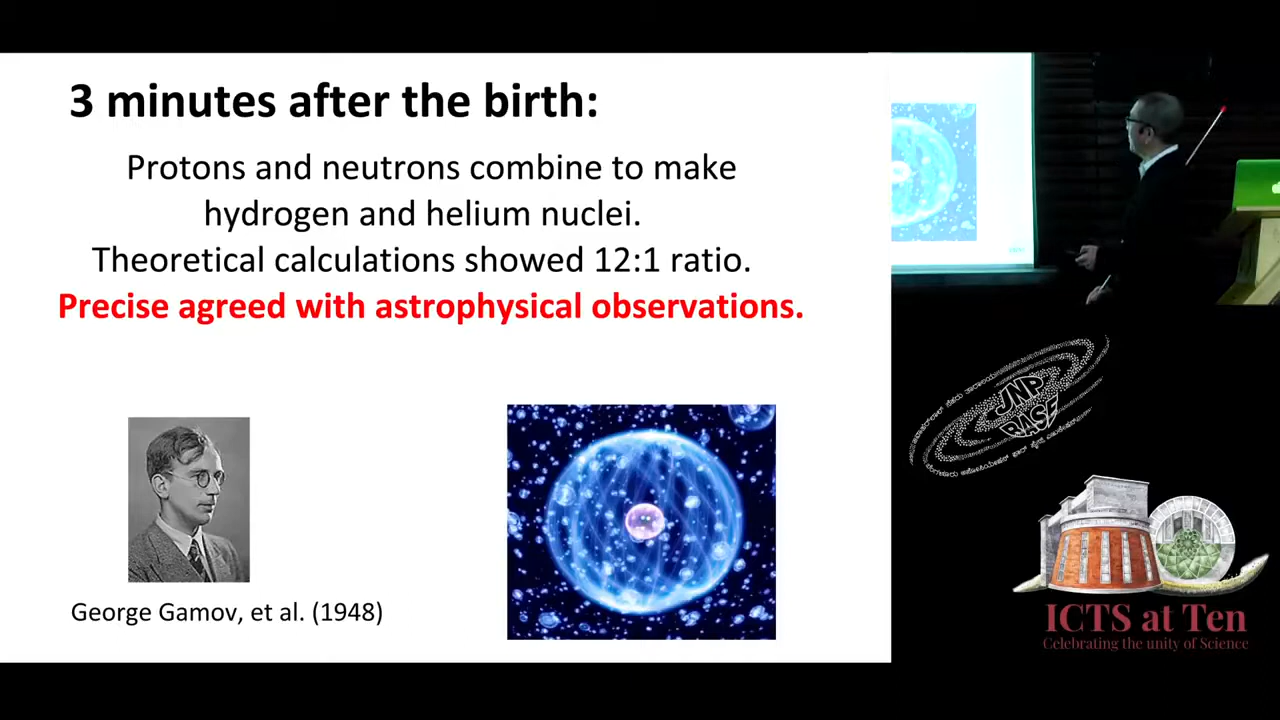 3 minutes after the birth:
Protons and neutrons combine to make
hydrogen and helium nuclei.
Theoretical calculations showed 12:1 ratio.
Precise agreed with astrophysical observations.
George Gamov, et al. (1948)
JNP
BASE
ICTS at Ten
Celebrating the unity of Science